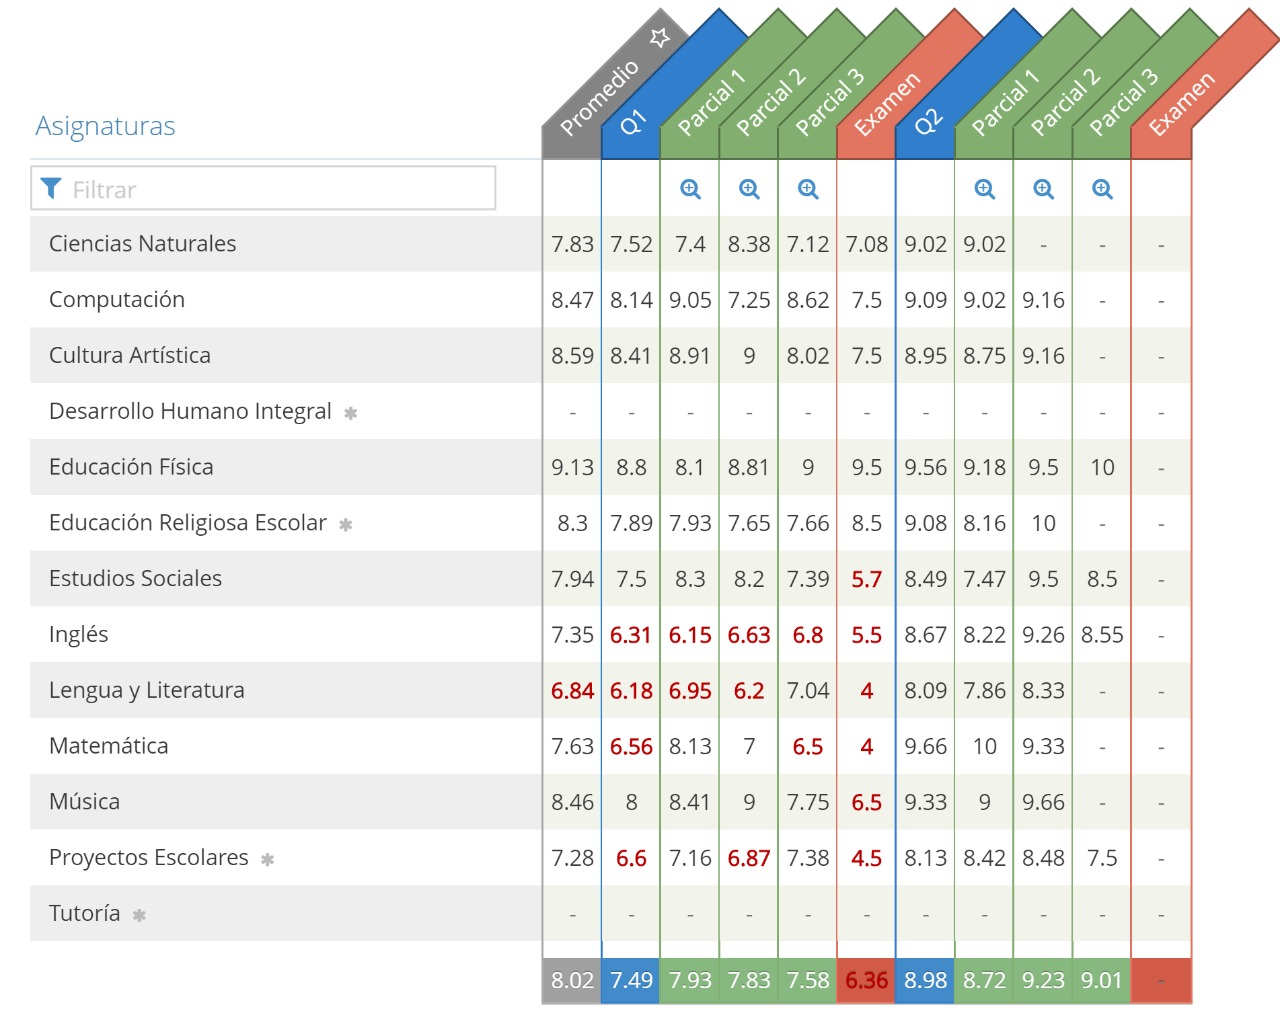 Asignaturas Promedio Q1 Parcial 1 Parcial 2 Parcial 3 Examen Q2 Parcial 1 Parcial 2 Parcial 3 Examen
Filtrar
Ciencias Naturales 7.83 7.52 7.4 8.38 7.12 7.08 9.02 9.02 - - -
Computación 8.47 8.14 9.05 7.25 8.62 7.5 9.09 9.02 9.16 - -
Cultura Artística 8.59 8.41 8.91 9 8.02 7.5 8.95 8.75 9.16 - -
Desarrollo Humano Integral ✱ - - - - - - - - - - -
Educación Física 9.13 8.8 8.1 8.81 9 9.5 9.56 9.18 9.5 10 -
Educación Religiosa Escolar ✱ 8.3 7.89 7.93 7.65 7.66 8.5 9.08 8.16 10 - -
Estudios Sociales 7.94 7.5 8.3 8.2 7.39 5.7 8.49 7.47 9.5 8.5 -
Inglés 7.35 6.31 6.15 6.63 6.8 5.5 8.67 8.22 9.26 8.55 -
Lengua y Literatura 6.84 6.18 6.95 6.2 7.04 4 8.09 7.86 8.33 - -
Matemática 7.63 6.56 8.13 7 6.5 4 9.66 10 9.33 - -
Música 8.46 8 8.41 9 7.75 6.5 9.33 9 9.66 - -
Proyectos Escolares ✱ 7.28 6.6 7.16 6.87 7.38 4.5 8.13 8.42 8.48 7.5 -
Tutoría ✱ - - - - - - - - - - -
8.02 7.49 7.93 7.83 7.58 6.36 8.98 8.72 9.23 9.01 -